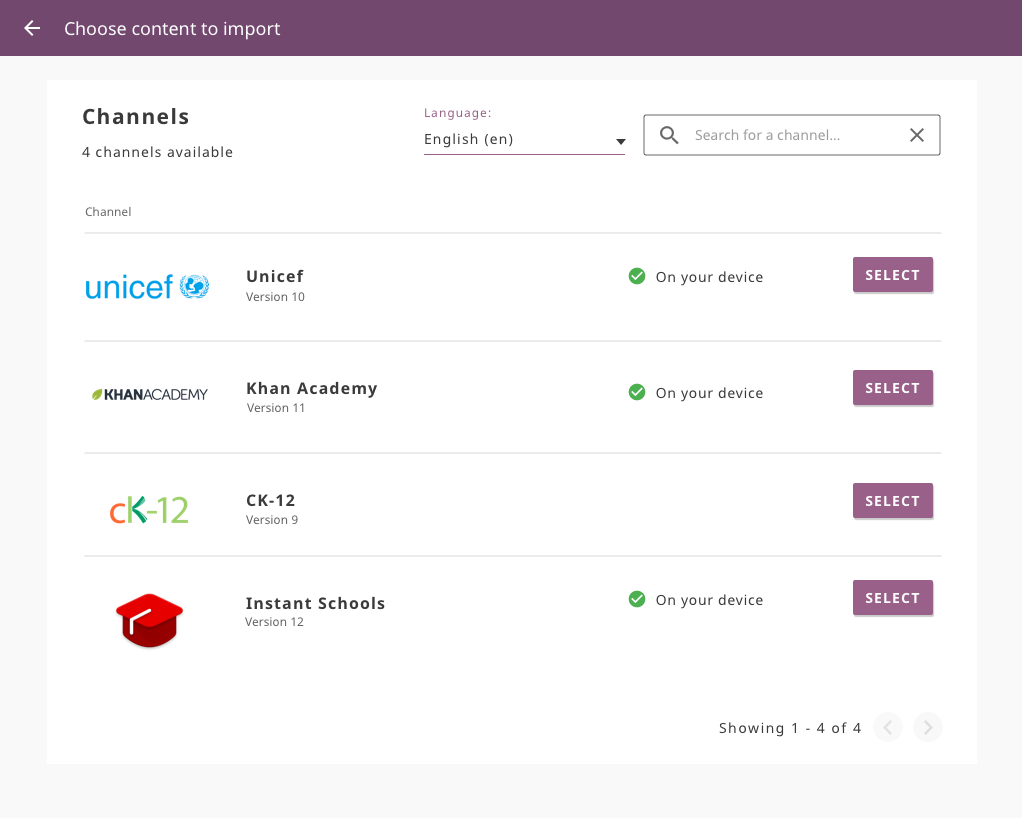 Choose content to import
Channels
4 channels available
Language:
English (en)
Search for a channel...
Channel
unicef
Unicef
Version 10
On your device
SELECT
KHANACADEMY
Khan Academy
Version 11
On your device
SELECT
cK-12
CK-12
Version 9
SELECT
Instant Schools
Version 12
On your device
SELECT
Showing 1 - 4 of 4